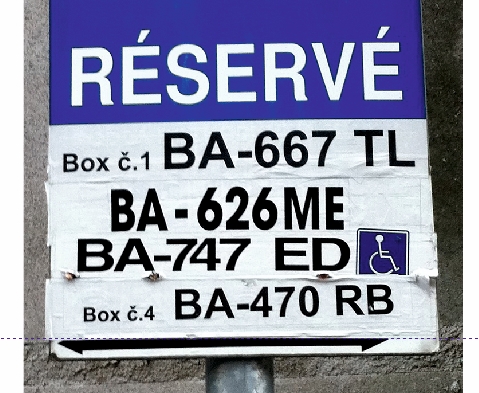 RÉSERVÉ
Box č.1 BA-667 TL
BA-626ME
BA-747 ED
Box č.4 BA-470 RB